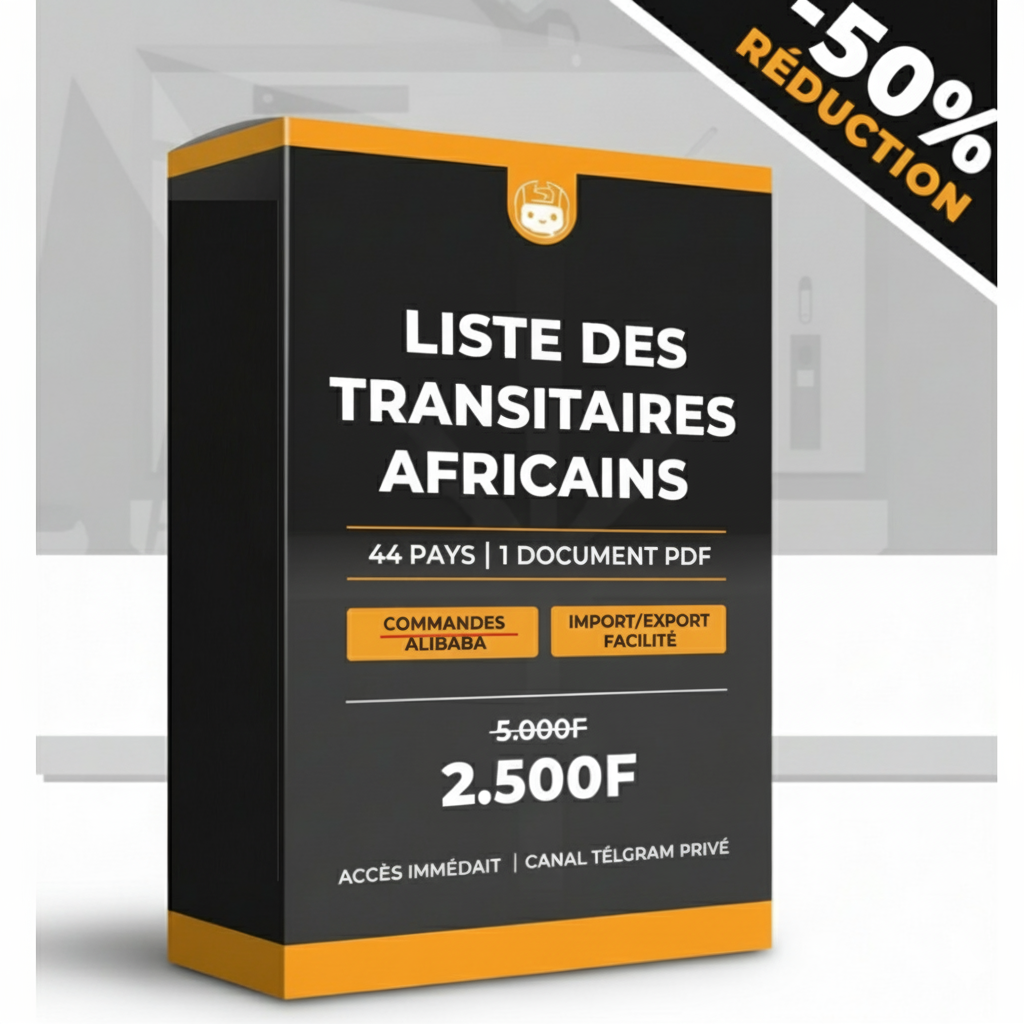 -50%
RÉDUCTION
LISTE DES
TRANSITAIRES
AFRICAINS
44 PAYS | 1 DOCUMENT PDF
COMMANDES
ALIBABA
IMPORT/EXPORT
FACILITÉ
5.000F
2.500F
ACCÈS IMMÉDAIT | CANAL TÉLGRAM PRIVÉ